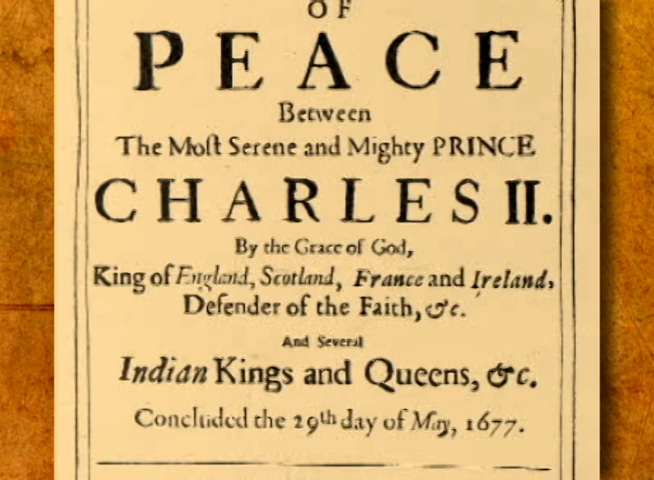 OF
PEACE
Between
The Moſt Serene and Mighty PRINCE
CHARLES II.
By the Grace of God,
King of England, Scotland, France and Ireland,
Defender of the Faith, &c.
And Several
Indian Kings and Queens, &c.
Concluded the 29th day of May, 1677.